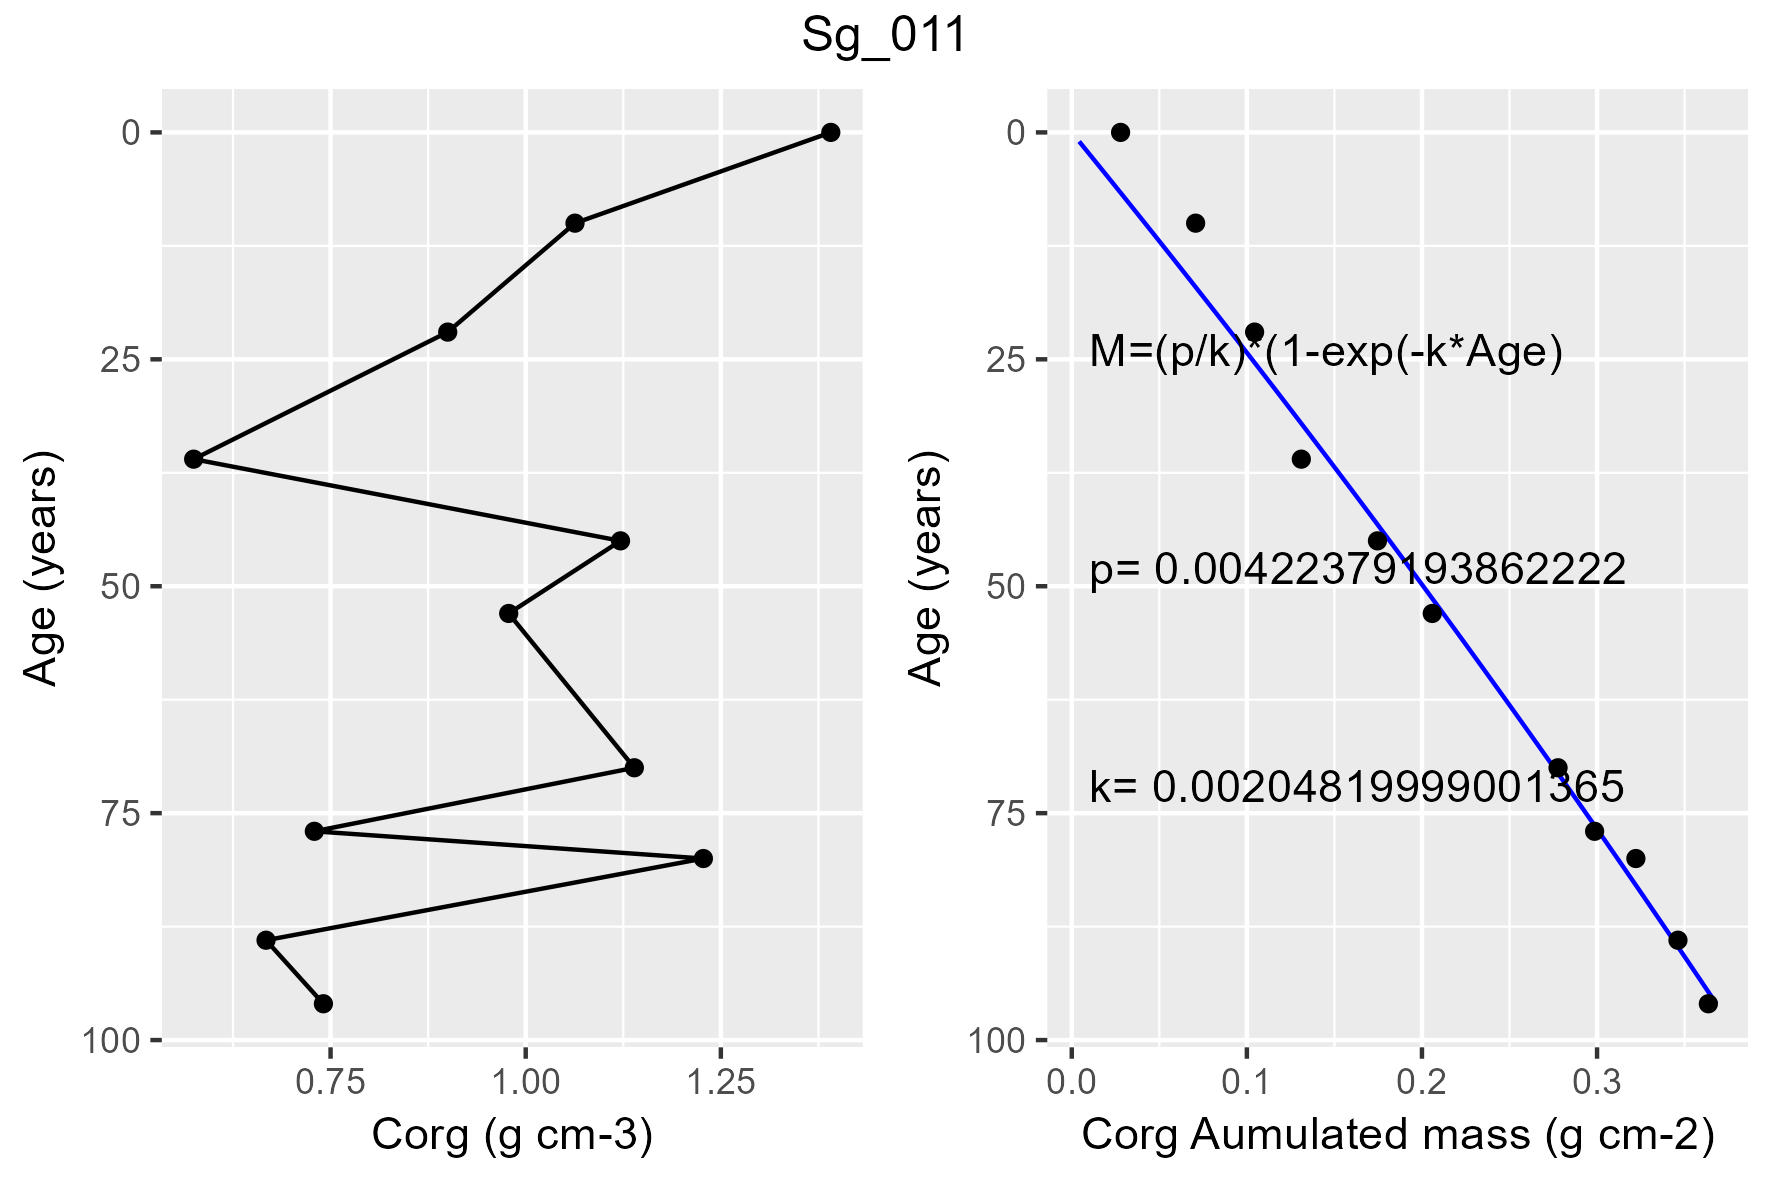 Sg_011
Age (years)
0
25
50
75
100
0.75 1.00 1.25
Corg (g cm-3)
Age (years)
0
25
50
75
100
M=(p/k)*(1-exp(-k*Age)
p= 0.00422379193862222
k= 0.00204819999001365
0.0 0.1 0.2 0.3
Corg Aumulated mass (g cm-2)